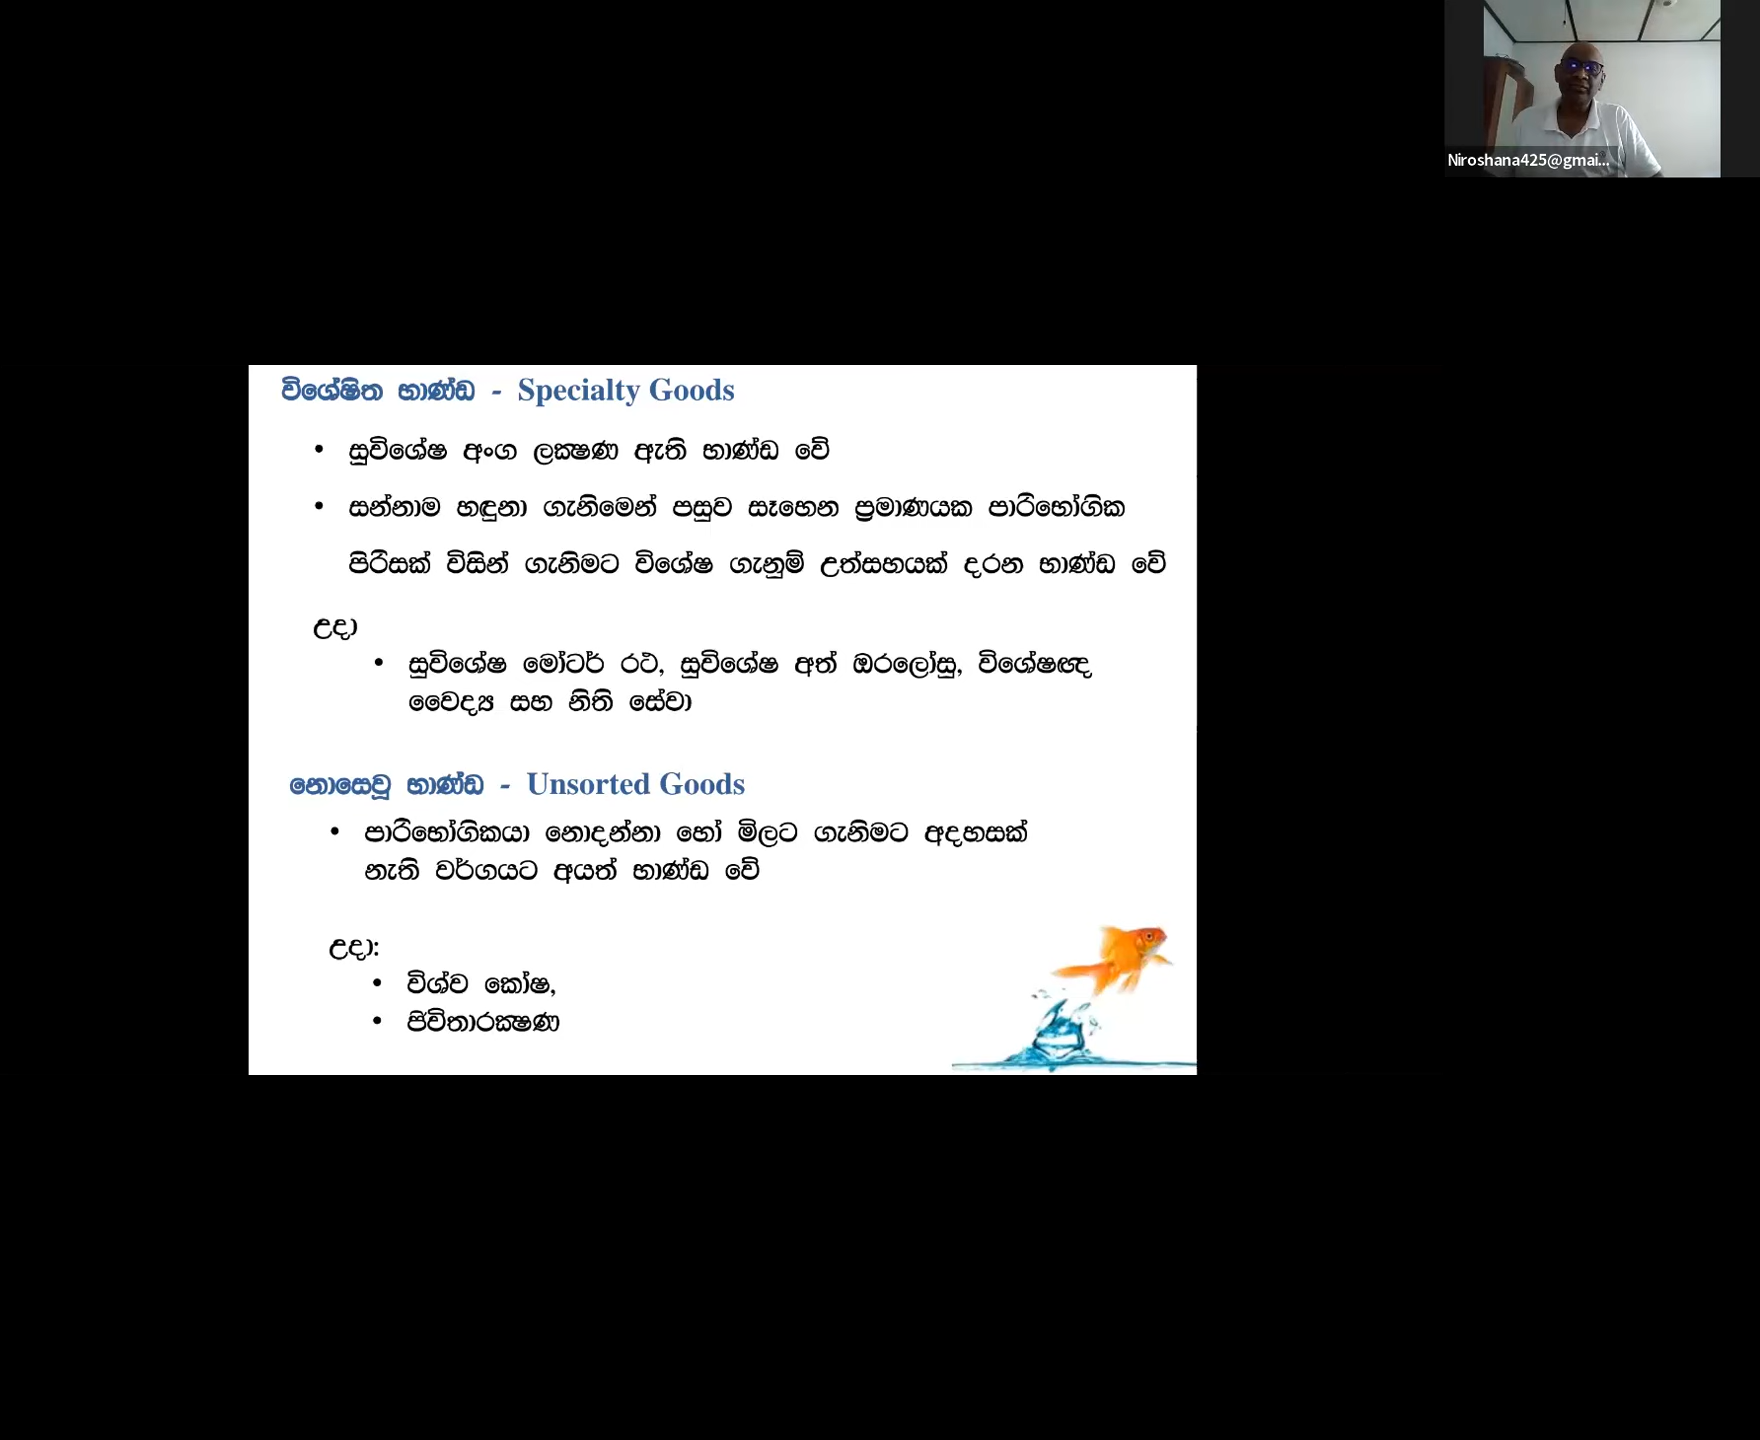 Niroshana425@gmai...
විශේෂිත භාණ්ඩ - Specialty Goods
• සුවිශේෂ අංග ලක්‍ෂණ ඇති භාණ්ඩ වේ
• සන්නාම හඳුනා ගැනිමෙන් පසුව සෑහෙන ප්‍රමාණයක පාරිභෝගික
පිරිසක් විසින් ගැනිමට විශේෂ ගැනුම් උත්සහයක් දරන භාණ්ඩ වේ
උදා
• සුවිශේෂ මෝටර් රථ, සුවිශේෂ අත් ඔරලෝසු, විශේෂඥ
වෛද්‍ය සහ නිති සේවා
නොසෙවූ භාණ්ඩ - Unsorted Goods
• පාරිභෝගිකයා නොදන්නා හෝ මිලට ගැනිමට අදහසක්
නැති වර්ගයට අයත් භාණ්ඩ වේ
උදා:
• විශ්ව කෝෂ,
• ජිවිතාරක්‍ෂණ